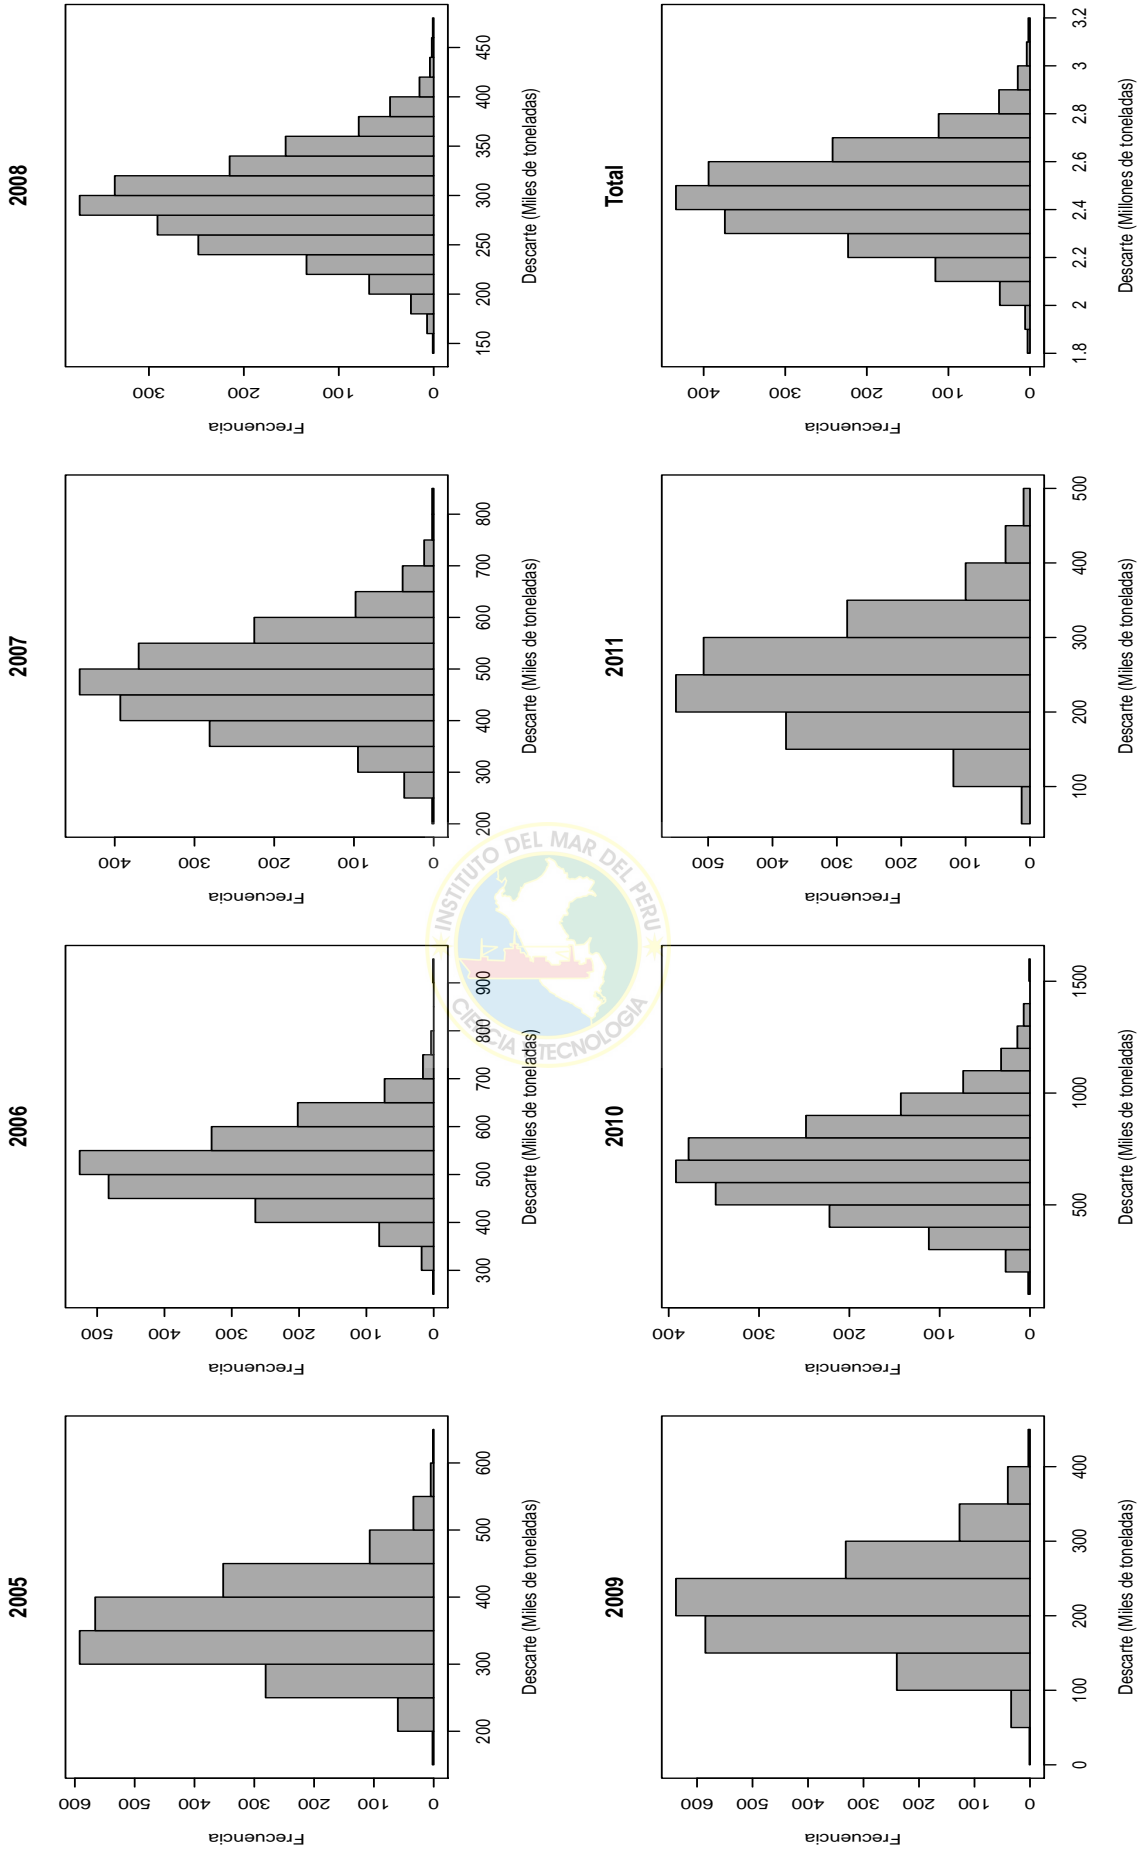 2005
Frecuencia
0 100 200 300 400 500 600
200 300 400 500 600
Descarte (Miles de toneladas)
2006
Frecuencia
0 100 200 300 400 500
300 400 500 600 700 800 900
Descarte (Miles de toneladas)
2007
Frecuencia
0 100 200 300 400
200 300 400 500 600 700 800
Descarte (Miles de toneladas)
2008
Frecuencia
0 100 200 300
150 200 250 300 350 400 450
Descarte (Miles de toneladas)
2009
Frecuencia
0 100 200 300 400 500 600
0 100 200 300 400
Descarte (Miles de toneladas)
2010
Frecuencia
0 100 200 300 400
500 1000 1500
Descarte (Miles de toneladas)
2011
Frecuencia
0 100 200 300 400 500
100 200 300 400 500
Descarte (Miles de toneladas)
Total
Frecuencia
0 100 200 300 400
1.8 2 2.2 2.4 2.6 2.8 3 3.2
Descarte (Millones de toneladas)
INSTITUTO DEL MAR DEL PERU
CIENCIA Y TECNOLOGIA